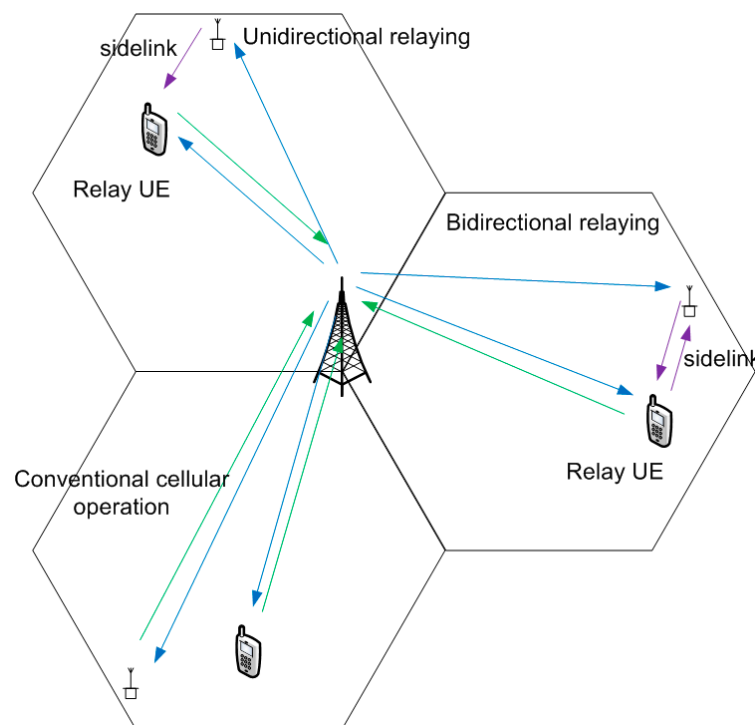 Unidirectional relaying
sidelink
Relay UE
Bidirectional relaying
sidelink
Relay UE
Conventional cellular
operation